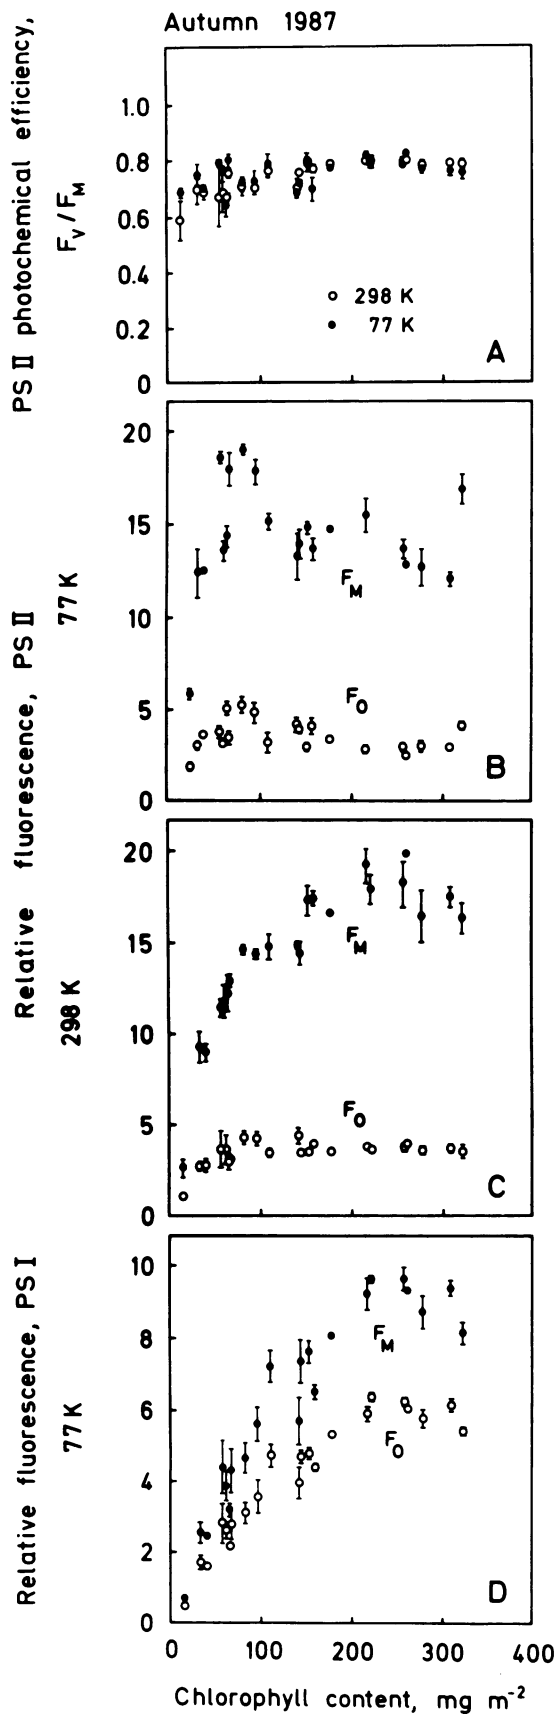 Autumn 1987
PS II photochemical efficiency,
F_V/F_M
1.0
0.8
0.6
0.4
0.2
0
298 K
77 K
A
Relative fluorescence, PS II
77 K
20
15
10
5
0
F_M
F_O
B
298 K
20
15
10
5
0
F_M
F_O
C
Relative fluorescence, PS I
77 K
10
8
6
4
2
0
F_M
F_O
D
0 100 200 300 400
Chlorophyll content, mg m⁻²